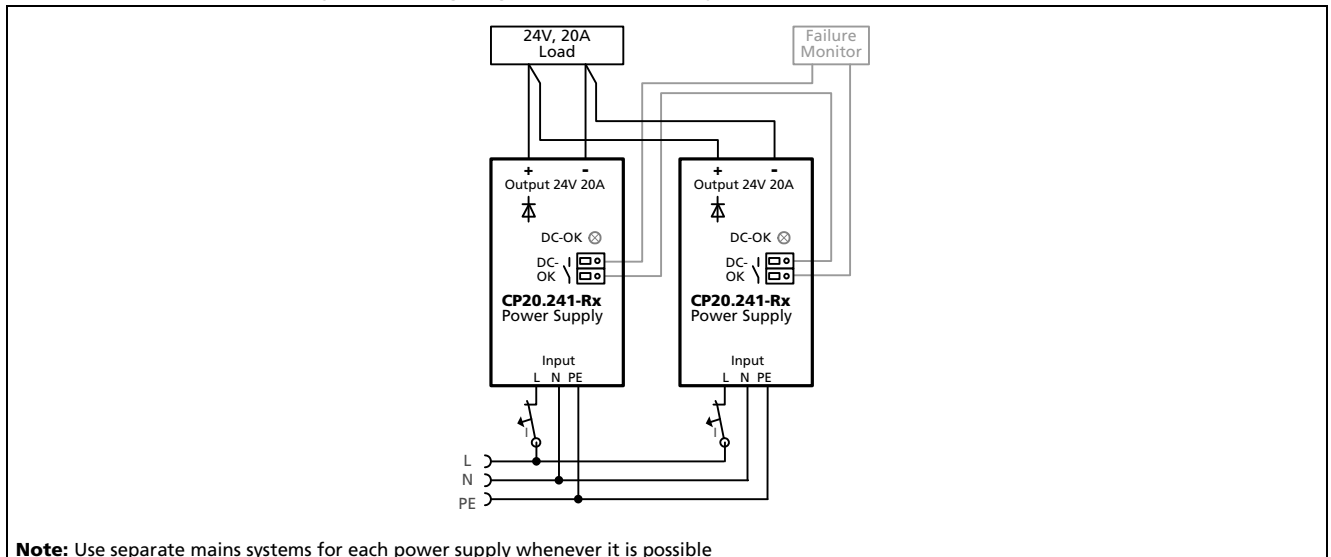 24V, 20A
Load
Failure
Monitor
+ -
Output 24V 20A
DC-OK
DC-
OK
CP20.241-Rx
Power Supply
Input
L N PE
I
+ -
Output 24V 20A
DC-OK
DC-
OK
CP20.241-Rx
Power Supply
Input
L N PE
I
L
N
PE
Note: Use separate mains systems for each power supply whenever it is possible